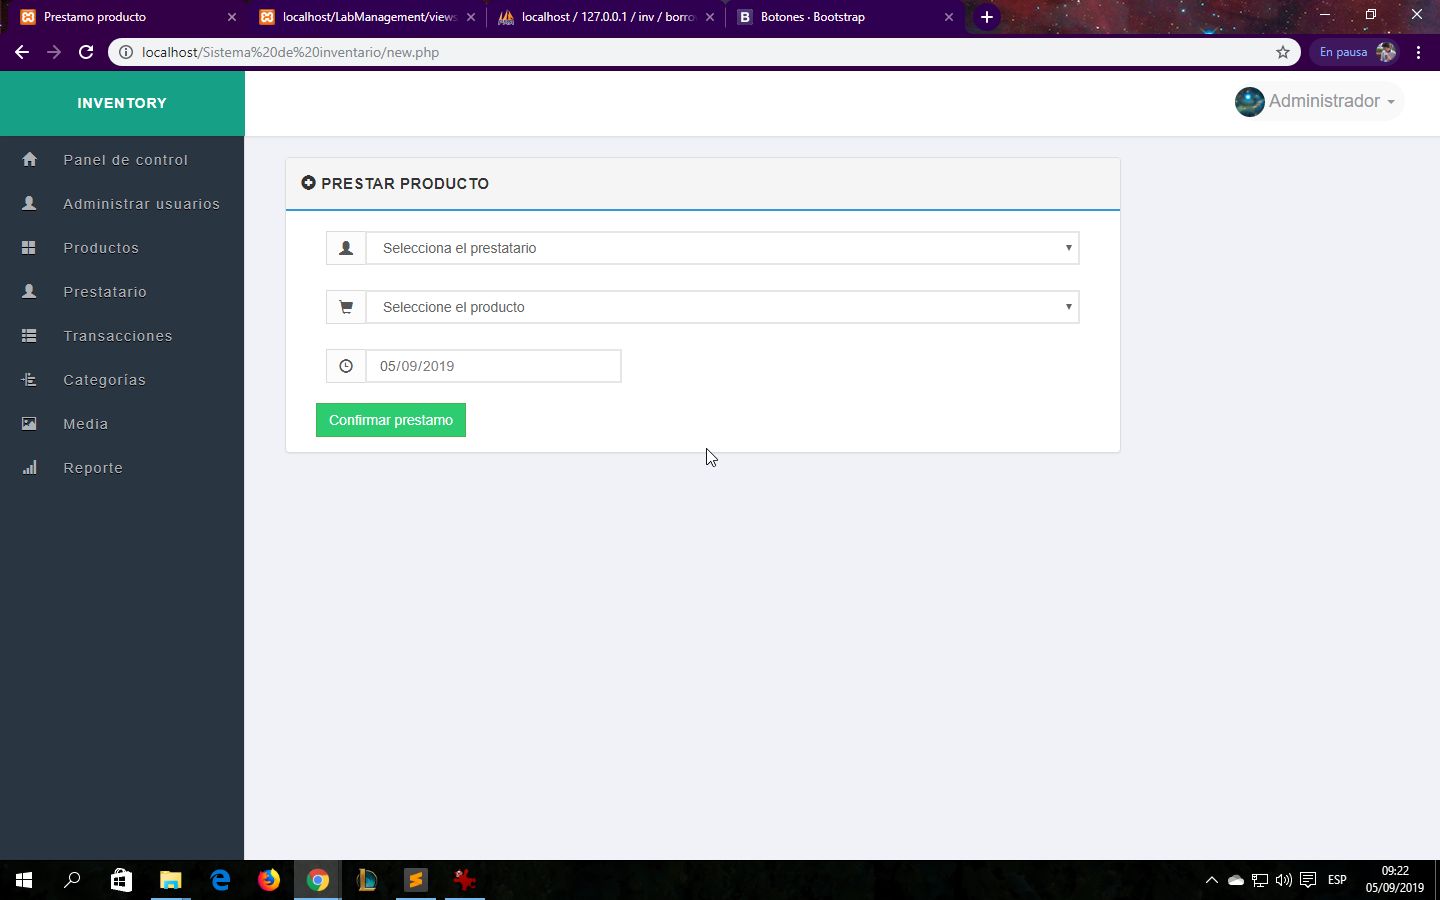 Prestamo producto
localhost/LabManagement/views
localhost / 127.0.0.1 / inv / borro
Botones · Bootstrap
localhost/Sistema%20de%20inventario/new.php
En pausa
INVENTORY
Administrador
Panel de control
Administrar usuarios
Productos
Prestatario
Transacciones
Categorías
Media
Reporte
PRESTAR PRODUCTO
Selecciona el prestatario
Seleccione el producto
05/09/2019
Confirmar prestamo
ESP
09:22
05/09/2019